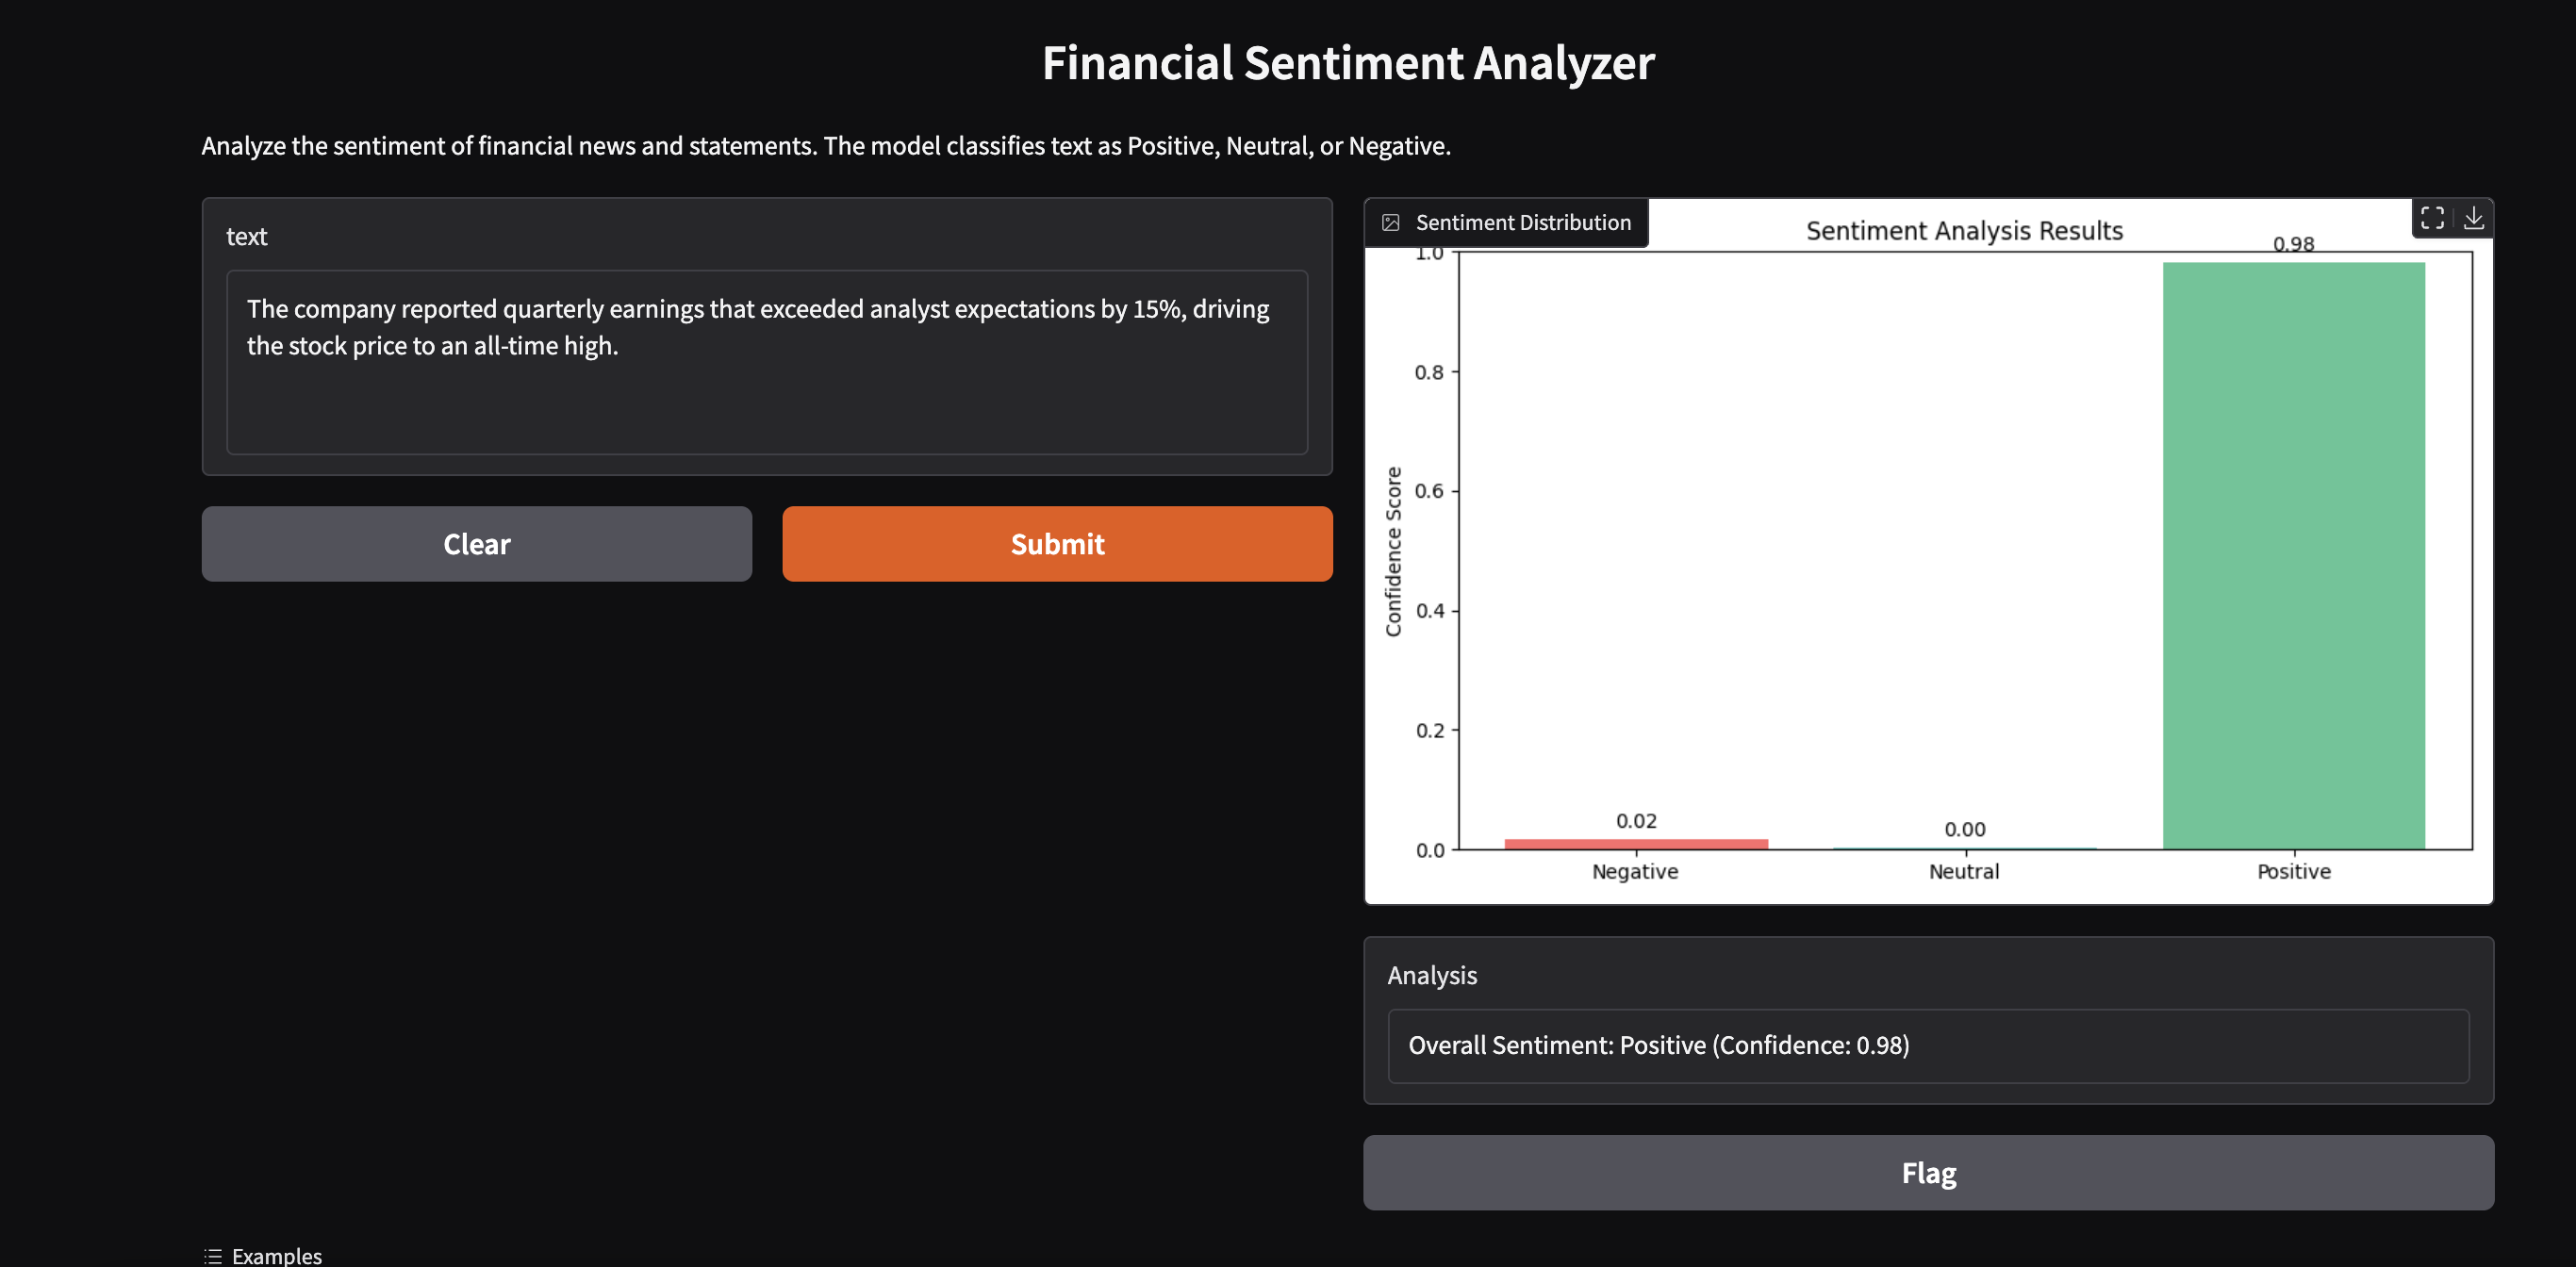 Financial Sentiment Analyzer
Analyze the sentiment of financial news and statements. The model classifies text as Positive, Neutral, or Negative.
text
The company reported quarterly earnings that exceeded analyst expectations by 15%, driving
the stock price to an all-time high.
Clear
Submit
Sentiment Distribution
Sentiment Analysis Results
0.98
1.0
0.8
0.6
0.4
0.2
0.0
Confidence Score
0.02
0.00
Negative
Neutral
Positive
Analysis
Overall Sentiment: Positive (Confidence: 0.98)
Flag
Examples